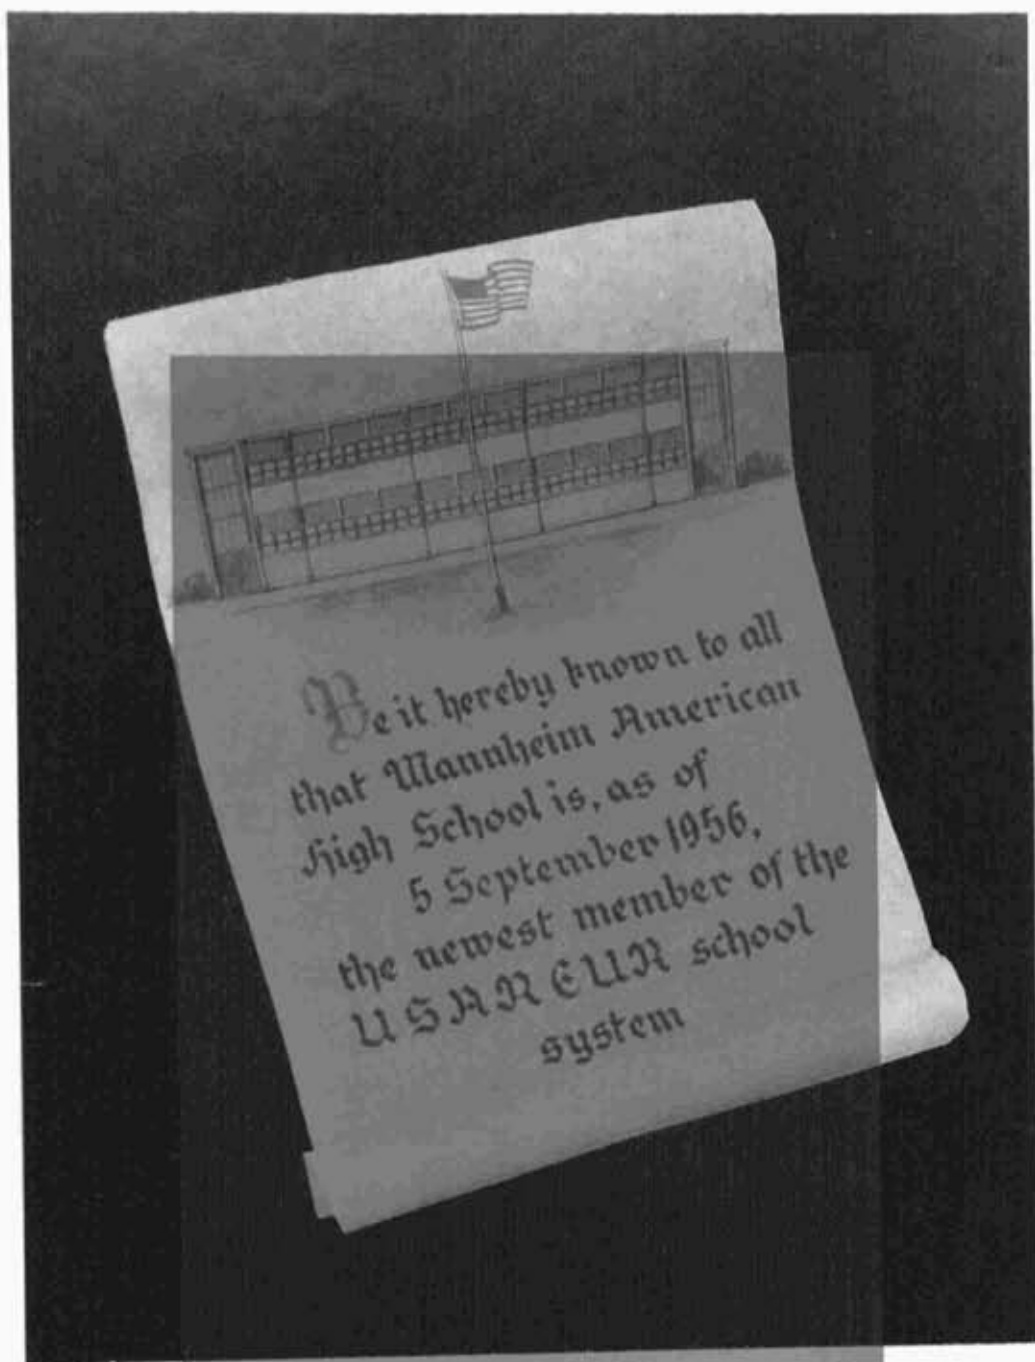 Be it hereby known to all
that Mannheim American
High School is, as of
5 September 1956,
the newest member of the
USAREUR school
system